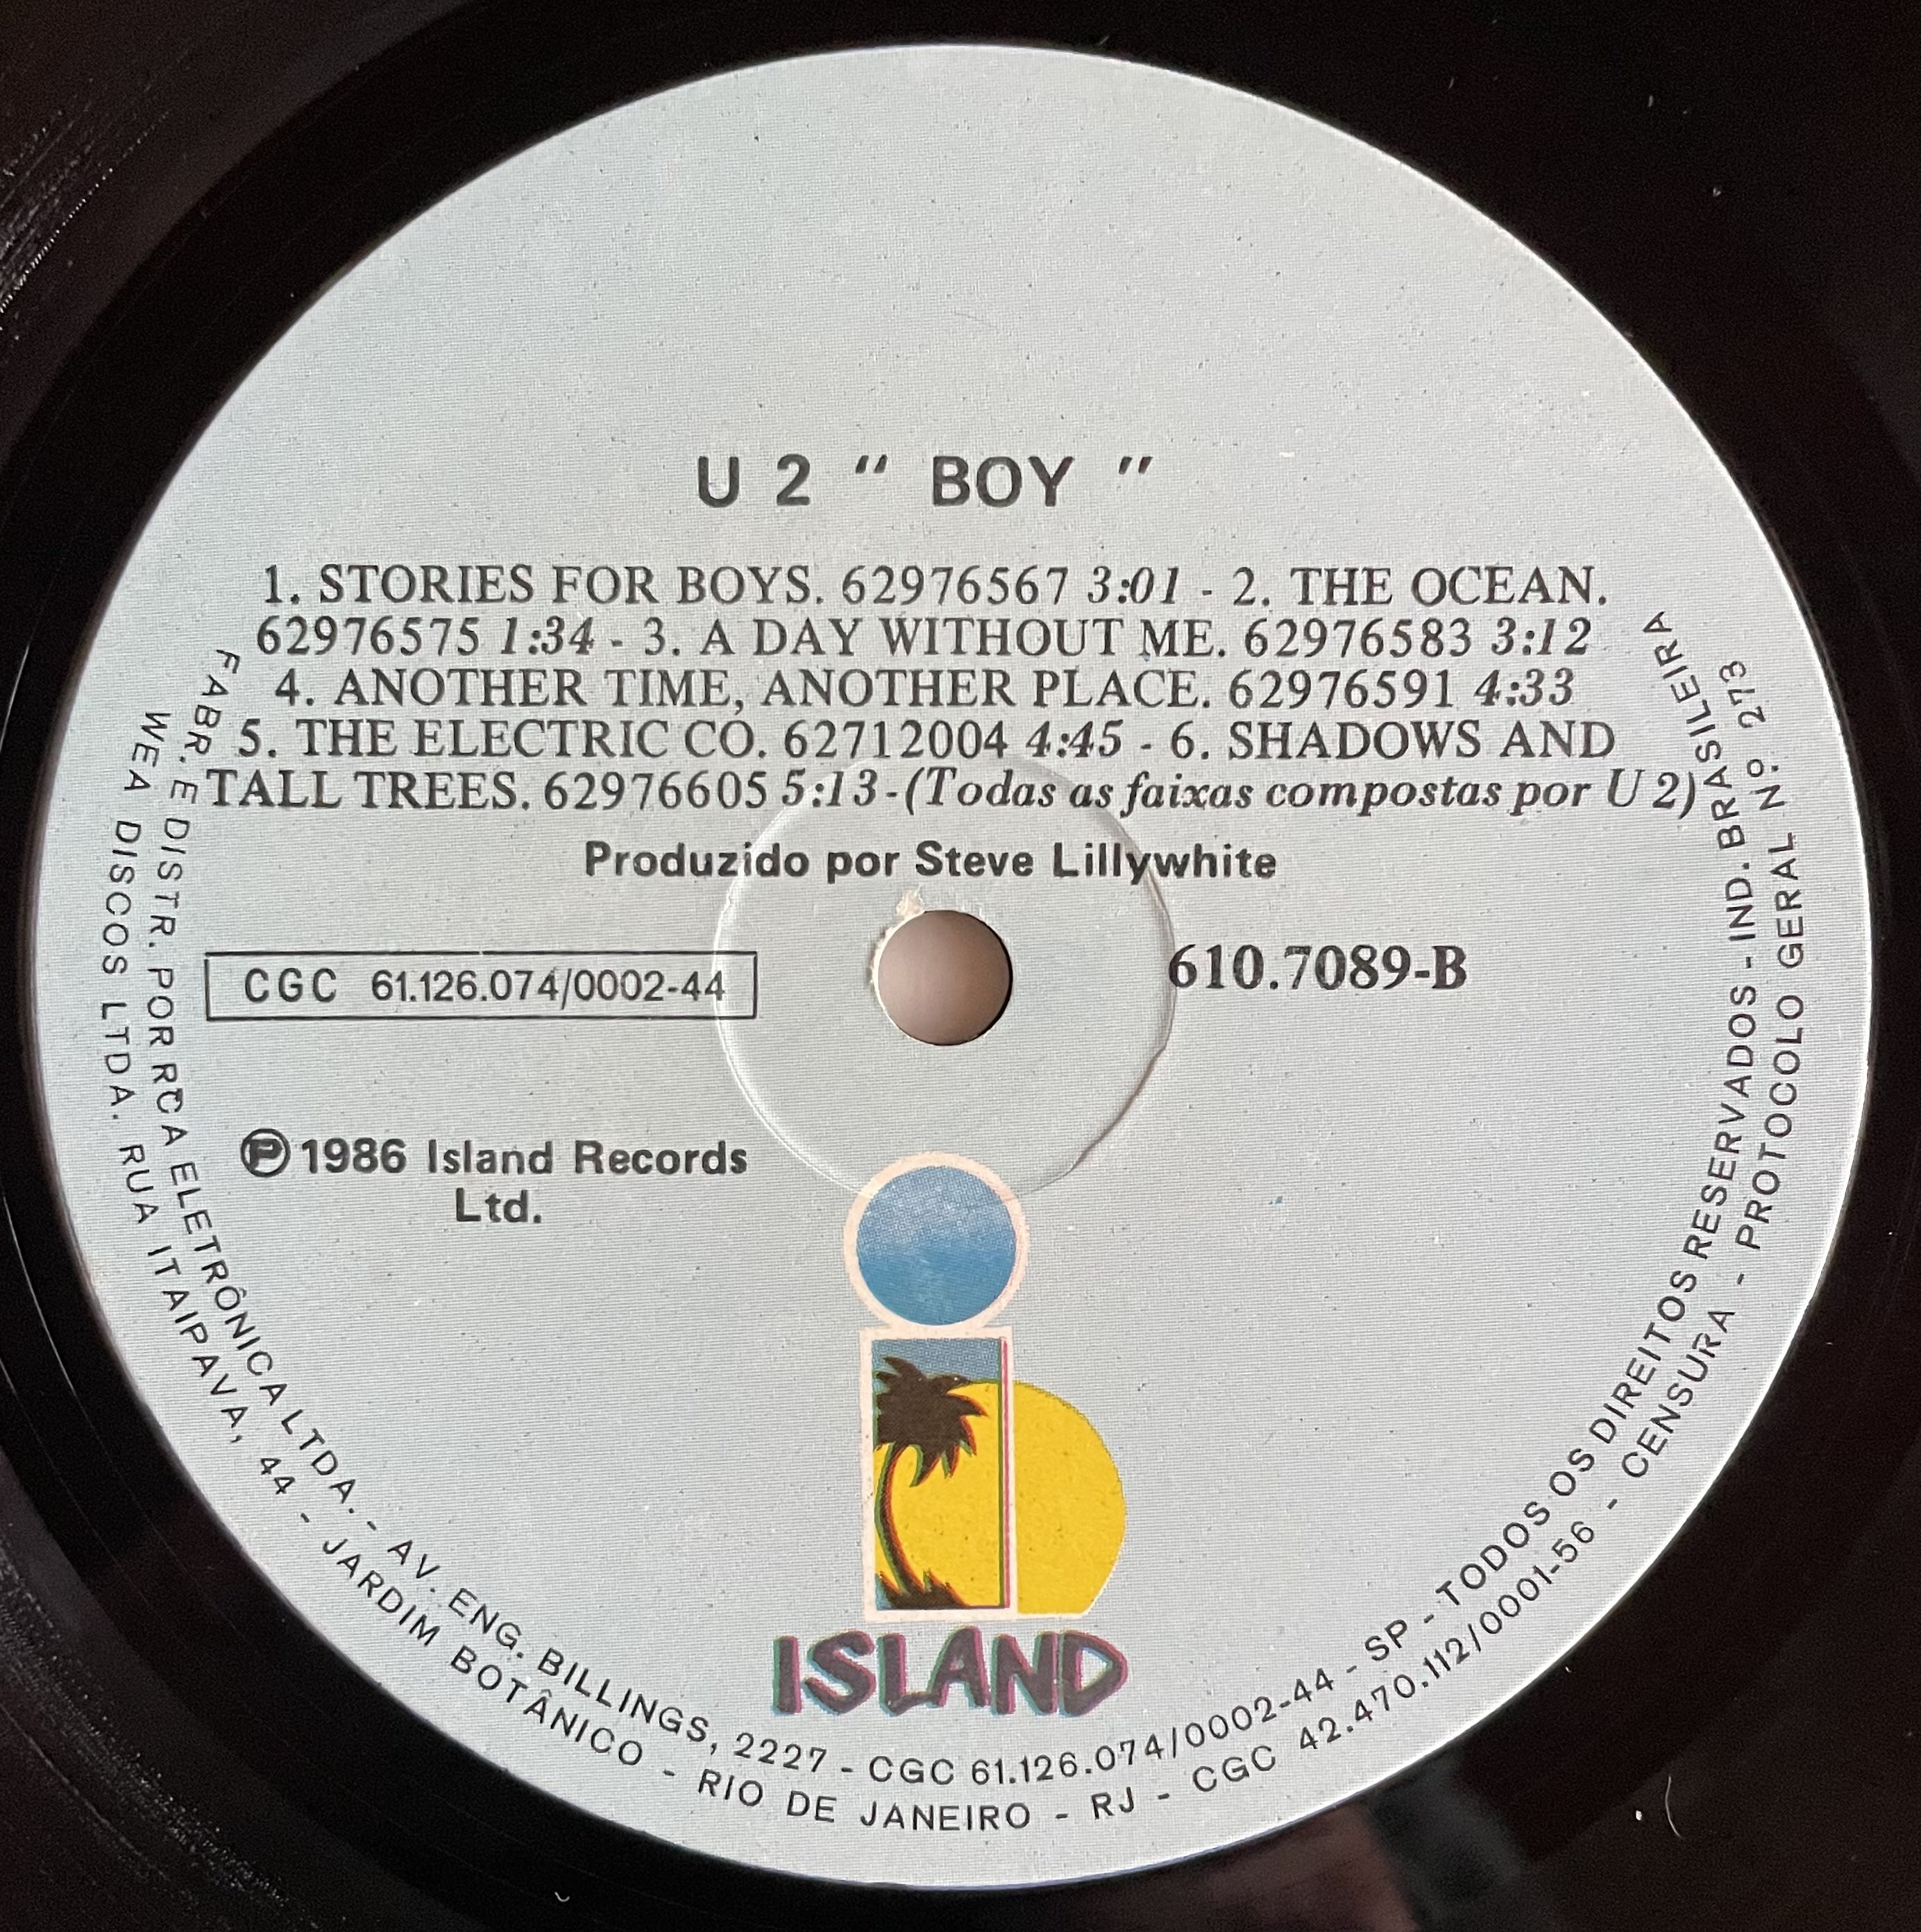 U 2 " BOY "
1. STORIES FOR BOYS. 62976567 3:01 - 2. THE OCEAN.
62976575 1:34 - 3. A DAY WITHOUT ME. 62976583 3:12
4. ANOTHER TIME, ANOTHER PLACE. 62976591 4:33
5. THE ELECTRIC CO. 62712004 4:45 - 6. SHADOWS AND
TALL TREES. 62976605 5:13 - (Todas as faixas compostas por U 2)
Produzido por Steve Lillywhite
CGC 61.126.074/0002-44
610.7089-B
℗ 1986 Island Records
Ltd.
ISLAND
FABR. E DISTR. POR RCA ELETRÔNICA LTDA. - AV. ENG. BILLINGS, 2227 - CGC 61.126.074/0002-44 - SP - TODOS OS DIREITOS RESERVADOS - IND. BRASILEIRA
WEA DISCOS LTDA. RUA ITAIPAVA, 44 - JARDIM BOTÂNICO - RIO DE JANEIRO - RJ - CGC 42.470.112/0001-56 - CENSURA - PROTOCOLO GERAL Nº 273